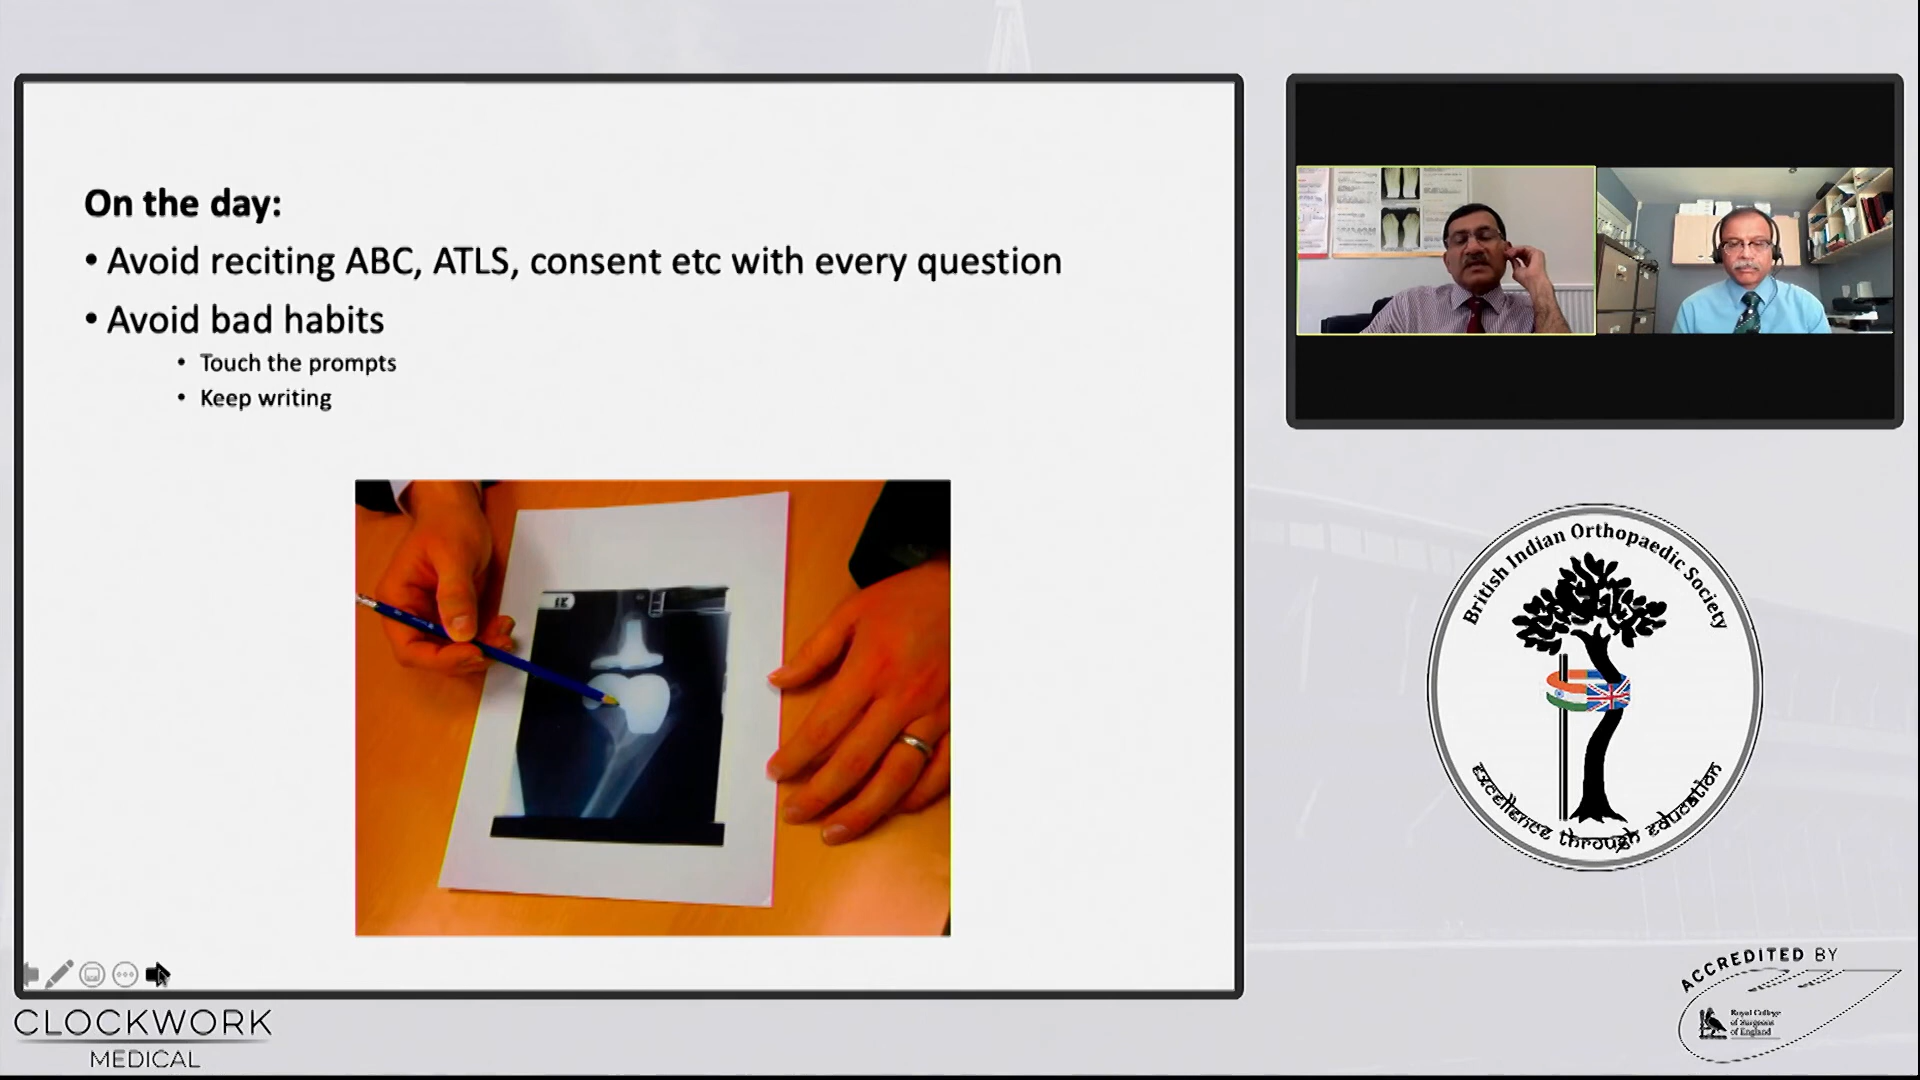 On the day:
• Avoid reciting ABC, ATLS, consent etc with every question
• Avoid bad habits
• Touch the prompts
• Keep writing
British Indian Orthopaedic Society
excellence through education
CLOCKWORK
MEDICAL
ACCREDITED BY
Royal College
of Surgeons
of England